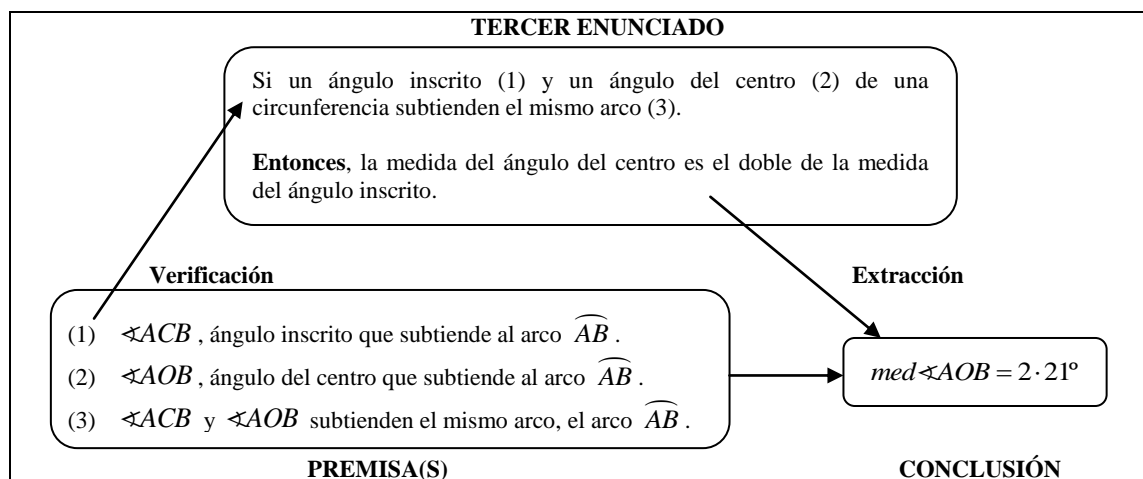 TERCER ENUNCIADO
Si un ángulo inscrito (1) y un ángulo del centro (2) de una
circunferencia subtienden el mismo arco (3).
Entonces, la medida del ángulo del centro es el doble de la medida
del ángulo inscrito.
Verificación
Extracción
(1) ∢ACB , ángulo inscrito que subtiende al arco A͡B .
(2) ∢AOB , ángulo del centro que subtiende al arco A͡B .
(3) ∢ACB y ∢AOB subtienden el mismo arco, el arco A͡B .
med∢AOB = 2·21º
PREMISA(S)
CONCLUSIÓN